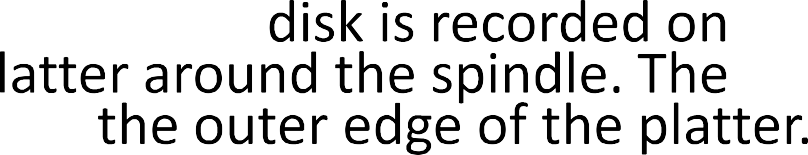 disk is recorded on
latter around the spindle. The
the outer edge of the platter.